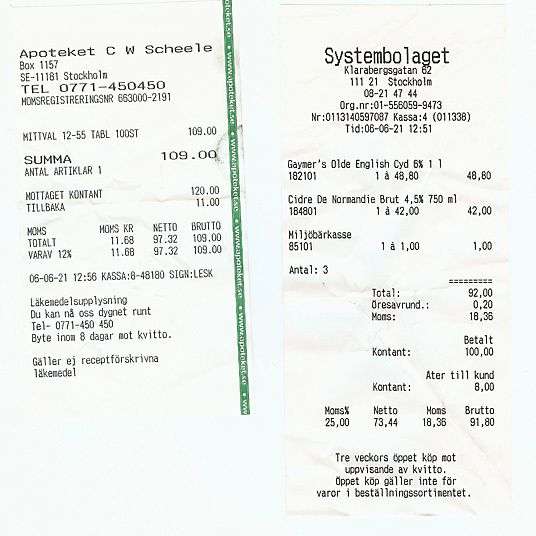 Apoteket C W Scheele
Box 1157
SE-11181 Stockholm
TEL 0771-450450
MOMSREGISTRERINGSNR 663000-2191
MITTVAL 12-55 TABL 100ST 109.00
SUMMA 109.00
ANTAL ARTIKLAR 1
MOTTAGET KONTANT 120.00
TILLBAKA 11.00
MOMS MOMS KR NETTO BRUTTO
TOTALT 11.68 97.32 109.00
VARAV 12% 11.68 97.32 109.00
06-06-21 12:56 KASSA:8-48180 SIGN:LESK
Läkemedelsupplysning
Du kan nå oss dygnet runt
Tel- 0771-450 450
Byte inom 8 dagar mot kvitto.
Gäller ej receptförskrivna
läkemedel
www.apoteket.se • www.apoteket.se • www.apoteket.se • www.apoteket.se
Systembolaget
Klarabergsgatan 62
111 21 Stockholm
08-21 47 44
Org.nr:01-556059-9473
Nr:0113140597087 Kassa:4 (011338)
Tid:06-06-21 12:51
Gaymer's Olde English Cyd 6% 1 l
182101 1 à 48,80 48,80
Cidre De Normandie Brut 4,5% 750 ml
184801 1 à 42,00 42,00
Miljöbärkasse
85101 1 à 1,00 1,00
Antal: 3
=========
Total: 92,00
Öresavrund.: 0,20
Moms: 18,36
Betalt
Kontant: 100,00
Ater till kund
Kontant: 8,00
Moms% Netto Moms Brutto
25,00 73,44 18,36 91,80
Tre veckors öppet köp mot
uppvisande av kvitto.
Öppet köp gäller inte för
varor i beställningssortimentet.